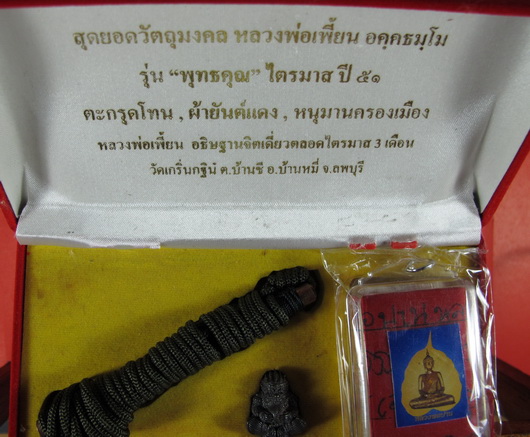 สุดยอดวัตถุมงคล หลวงพ่อเพี้ยน อคฺคธมฺโม
รุ่น “พุทธคุณ” ไตรมาส ปี ๕๑
ตะกรุดโทน , ผ้ายันต์แดง , หนุมานครองเมือง
หลวงพ่อเพี้ยน อธิษฐานจิตเดี่ยวตลอดไตรมาส 3 เดือน
วัดเกริ่นกฐิน ต.บ้านชี อ.บ้านหมี่ จ.ลพบุรี